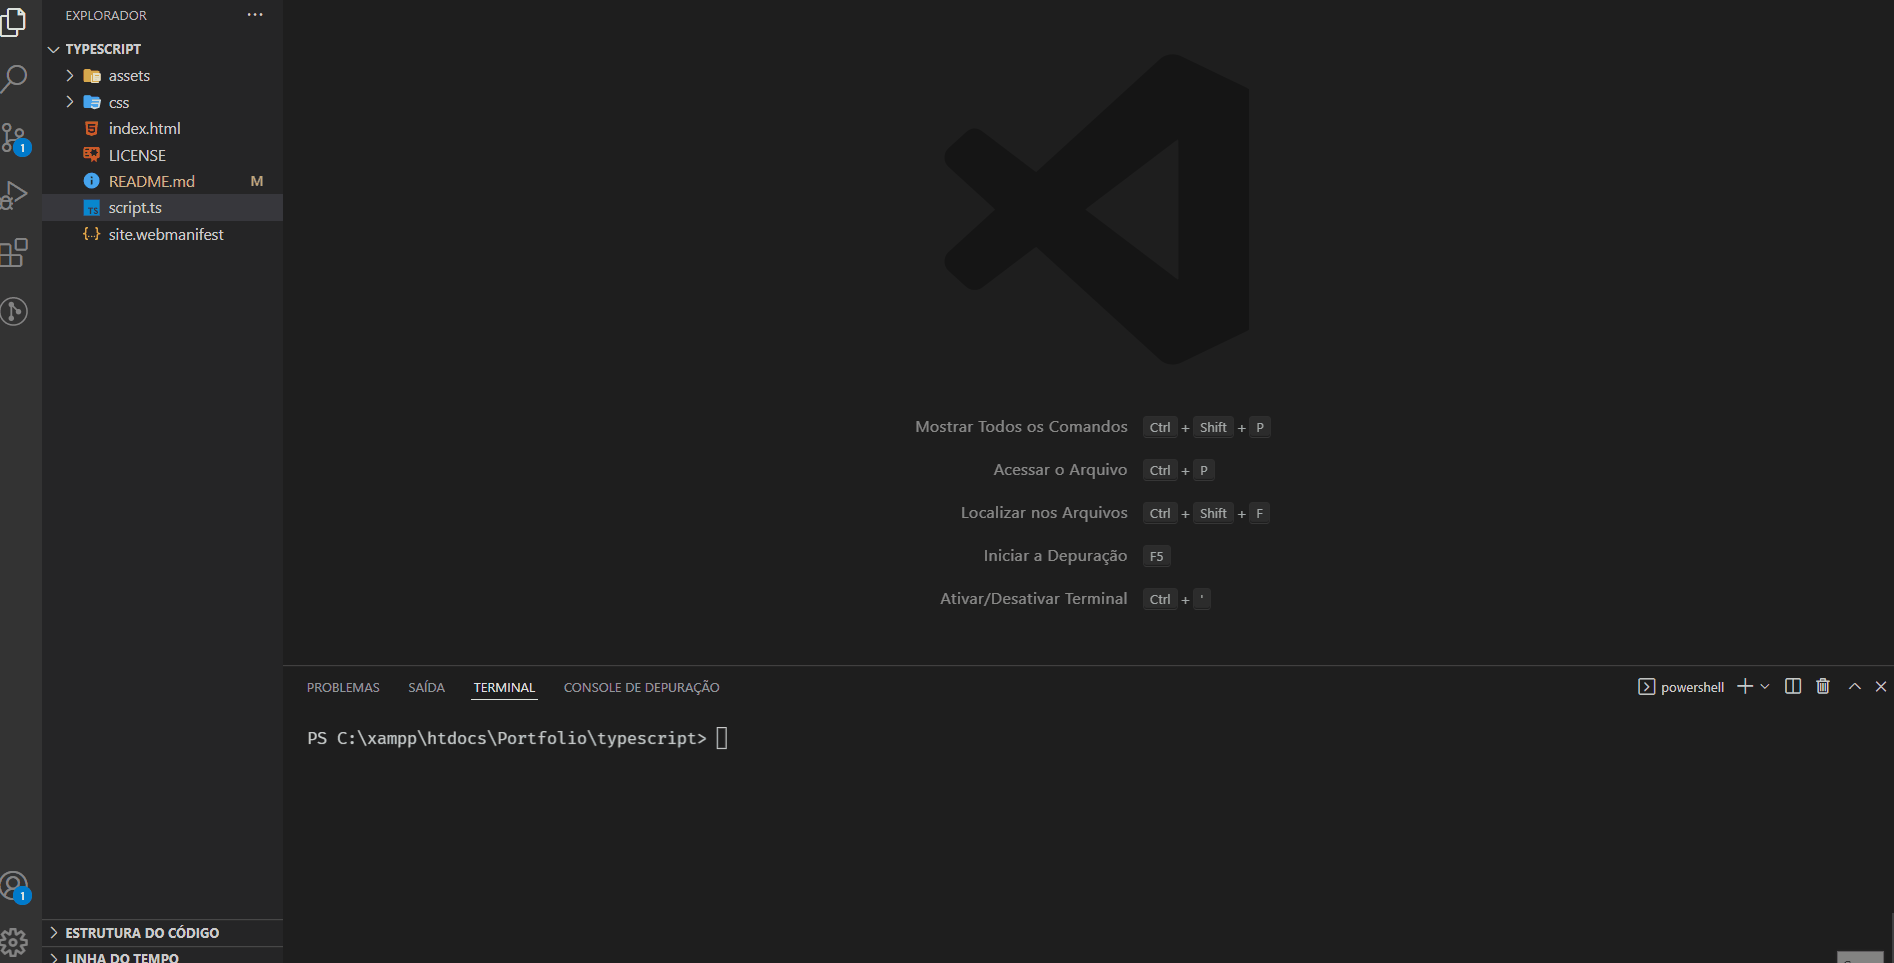 EXPLORADOR
TYPESCRIPT
assets
css
index.html
LICENSE
README.md M
TS script.ts
{..} site.webmanifest
1
1
ESTRUTURA DO CÓDIGO
LINHA DO TEMPO
Mostrar Todos os Comandos Ctrl + Shift + P
Acessar o Arquivo Ctrl + P
Localizar nos Arquivos Ctrl + Shift + F
Iniciar a Depuração F5
Ativar/Desativar Terminal Ctrl + '
PROBLEMAS SAÍDA TERMINAL CONSOLE DE DEPURAÇÃO powershell
PS C:\xampp\htdocs\Portfolio\typescript>